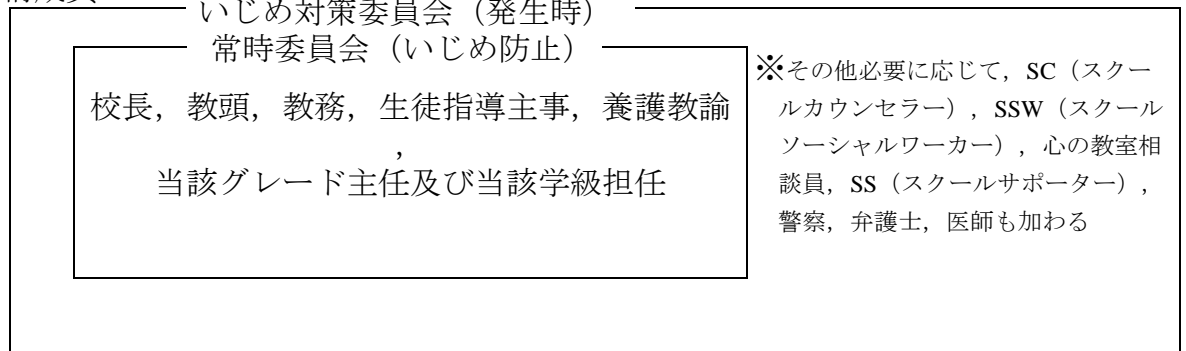 いじめ対策委員会（発生時）
常時委員会（いじめ防止）
校長，教頭，教務，生徒指導主事，養護教諭
，
当該グレード主任及び当該学級担任
※その他必要に応じて，SC（スクー
ルカウンセラー），SSW（スクール
ソーシャルワーカー），心の教室相
談員，SS（スクールサポーター），
警察，弁護士，医師も加わる